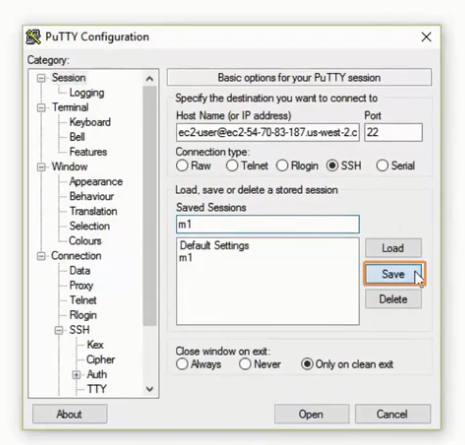 PuTTY Configuration
Category:
Session
Logging
Terminal
Keyboard
Bell
Features
Window
Appearance
Behaviour
Translation
Selection
Colours
Connection
Data
Proxy
Telnet
Rlogin
SSH
Kex
Cipher
Auth
TTY
Basic options for your PuTTY session
Specify the destination you want to connect to
Host Name (or IP address) Port
ec2-user@ec2-54-70-83-187.us-west-2.c 22
Connection type:
Raw Telnet Rlogin SSH Serial
Load, save or delete a stored session
Saved Sessions
m1
Default Settings
m1
Load
Save
Delete
Close window on exit:
Always Never Only on clean exit
About Open Cancel